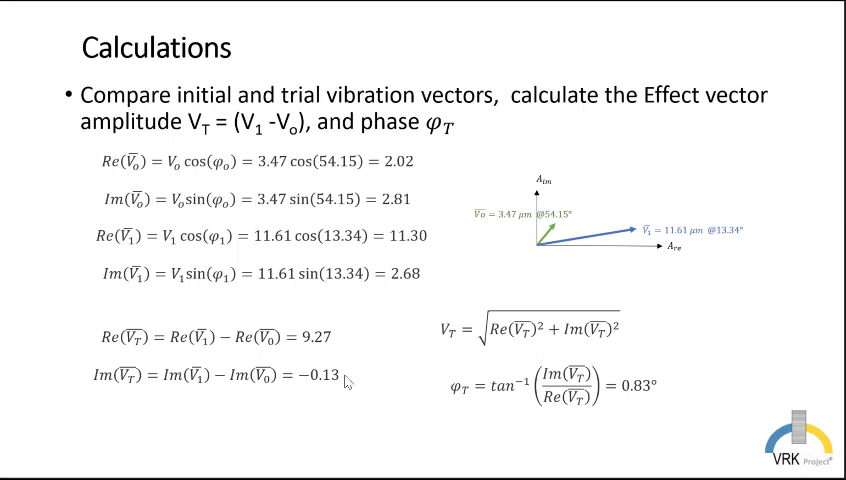 Calculations
• Compare initial and trial vibration vectors, calculate the Effect vector
amplitude V_T = (V_1 -V_o), and phase φ_T
Re(V̅_o) = V_o cos(φ_o) = 3.47 cos(54.15) = 2.02
Im(V̅_o) = V_o sin(φ_o) = 3.47 sin(54.15) = 2.81
Re(V̅_1) = V_1 cos(φ_1) = 11.61 cos(13.34) = 11.30
Im(V̅_1) = V_1 sin(φ_1) = 11.61 sin(13.34) = 2.68
A_im
V̅o̅ = 3.47 μm @54.15°
V̅_1 = 11.61 μm @13.34°
A_re
Re(V̅_T) = Re(V̅_1) − Re(V̅_0) = 9.27
Im(V̅_T) = Im(V̅_1) − Im(V̅_0) = −0.13
V_T = √(Re(V̅_T)² + Im(V̅_T)²)
φ_T = tan⁻¹(Im(V̅_T)/Re(V̅_T)) = 0.83°
VRK Project®